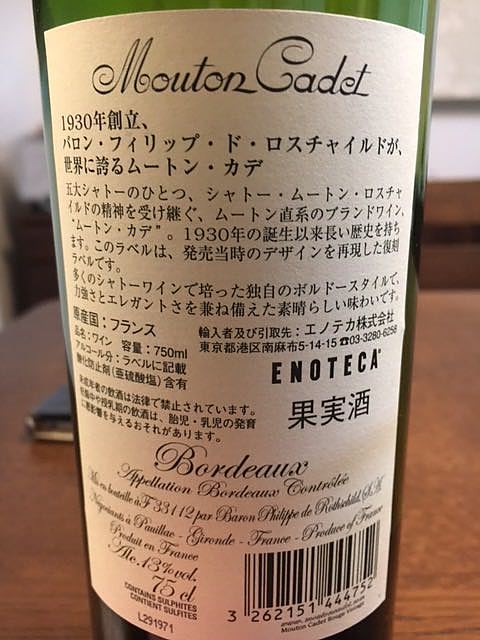 Mouton Cadet
1930年創立、
バロン・フィリップ・ド・ロスチャイルドが、
世界に誇るムートン・カデ
五大シャトーのひとつ、シャトー・ムートン・ロスチャ
イルドの精神を受け継ぐ、ムートン直系のブランドワイン、
“ムートン・カデ”。1930年の誕生以来長い歴史を持ち
ます。このラベルは、発売当時のデザインを再現した復刻
ラベルです。
多くのシャトーワインで培った独自のボルドースタイルで、
力強さとエレガントさを兼ね備えた素晴らしい味わいです。
原産国：フランス
品名：ワイン 容量：750ml
アルコール分：ラベルに記載
酸化防止剤（亜硫酸塩）含有
輸入者及び引取先：エノテカ株式会社
東京都港区南麻布5-14-15 ☎03-3280-6258
ENOTECA
未成年者の飲酒は法律で禁止されています。
妊娠中や授乳期の飲酒は、胎児・乳児の発育
に悪影響を与えるおそれがあります。
果実酒
Bordeaux
Appellation Bordeaux Contrôlée
Mis en bouteille à F 33112 par Baron Philippe de Rothschild, S.A.
Négociants à Pauillac - Gironde - France - Produce of France
Produit en France
Alc. 13% vol.
75 cl
CONTAINS SULPHITES
CONTIENT SULFITES
L291971
3 262151 444752
Mouton Cadet Rouge Vintage